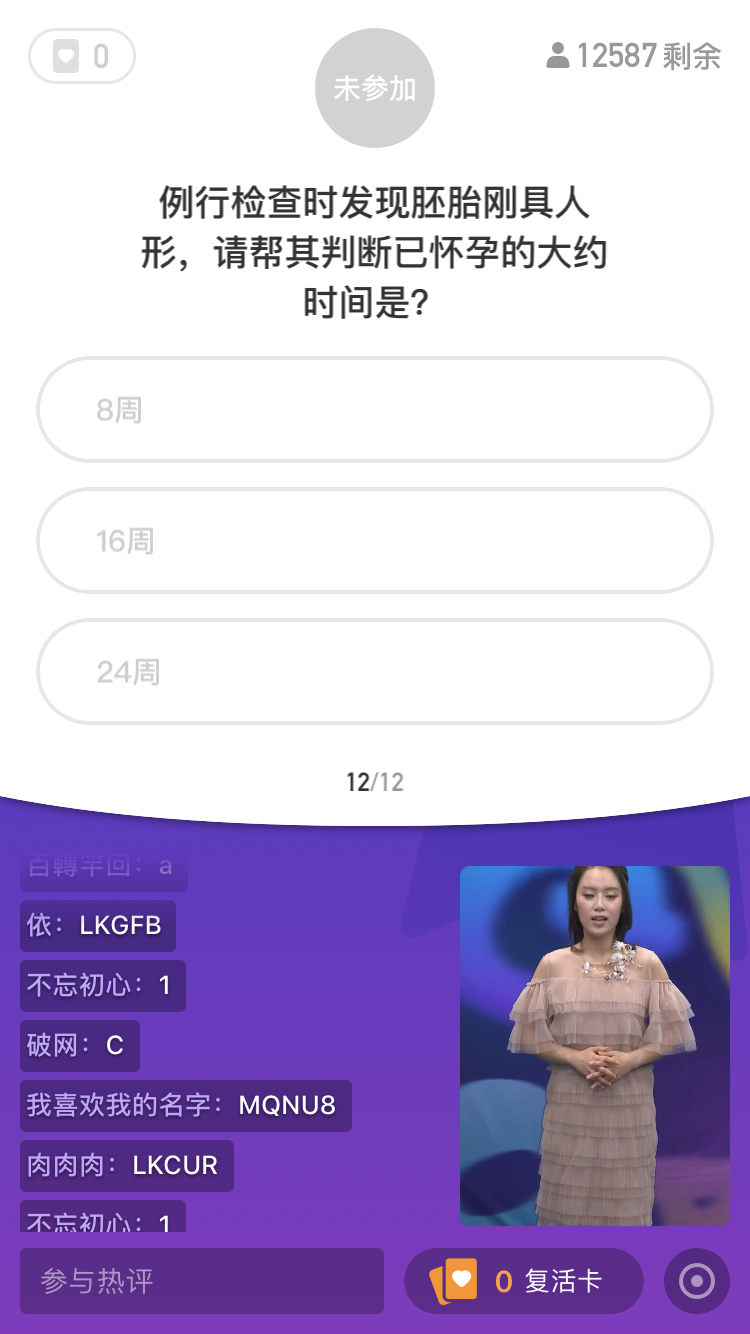 0
未参加
12587 剩余
例行检查时发现胚胎刚具人
形，请帮其判断已怀孕的大约
时间是?
8周
16周
24周
12/12
百轉竿回： a
依： LKGFB
不忘初心： 1
破网： C
我喜欢我的名字： MQNU8
肉肉肉： LKCUR
不忘初心： 1
参与热评
0 复活卡